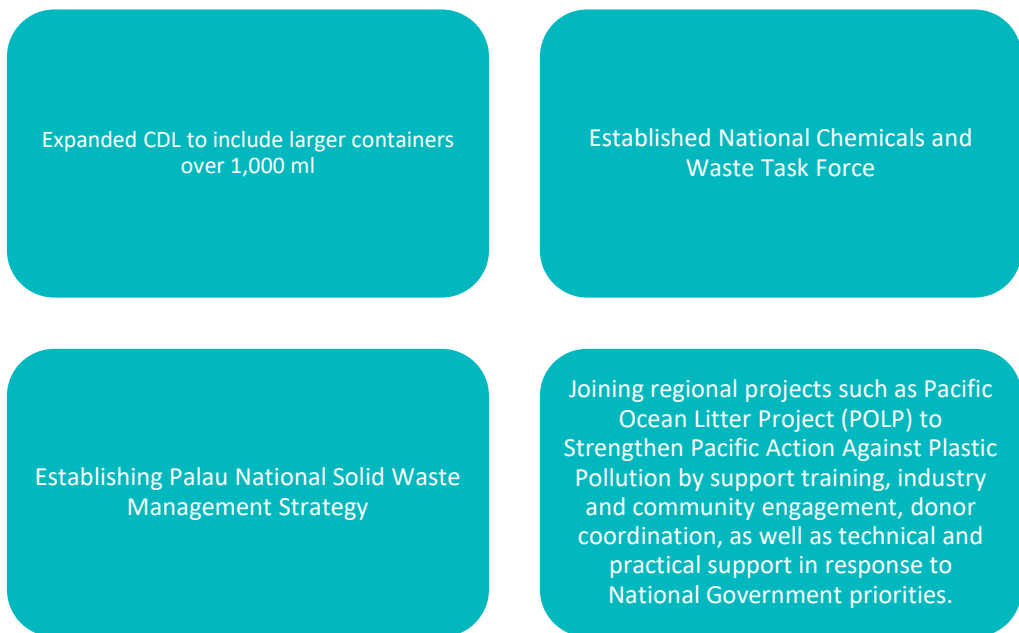 Expanded CDL to include larger containers
over 1,000 ml
Established National Chemicals and
Waste Task Force
Establishing Palau National Solid Waste
Management Strategy
Joining regional projects such as Pacific
Ocean Litter Project (POLP) to
Strengthen Pacific Action Against Plastic
Pollution by support training, industry
and community engagement, donor
coordination, as well as technical and
practical support in response to
National Government priorities.